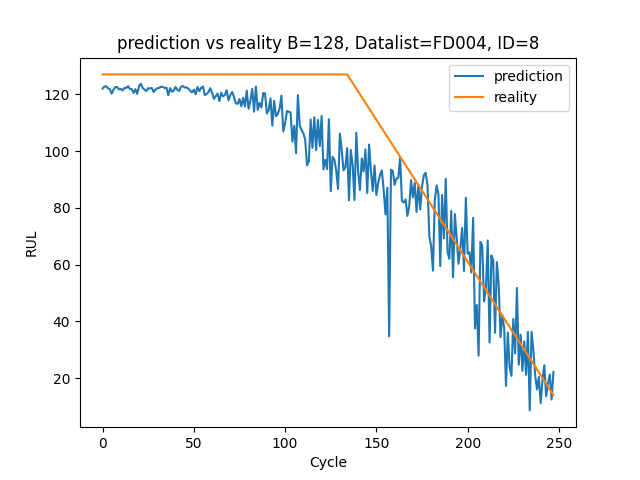 prediction vs reality B=128, Datalist=FD004, ID=8
prediction
reality
RUL
120
100
80
60
40
20
0 50 100 150 200 250
Cycle